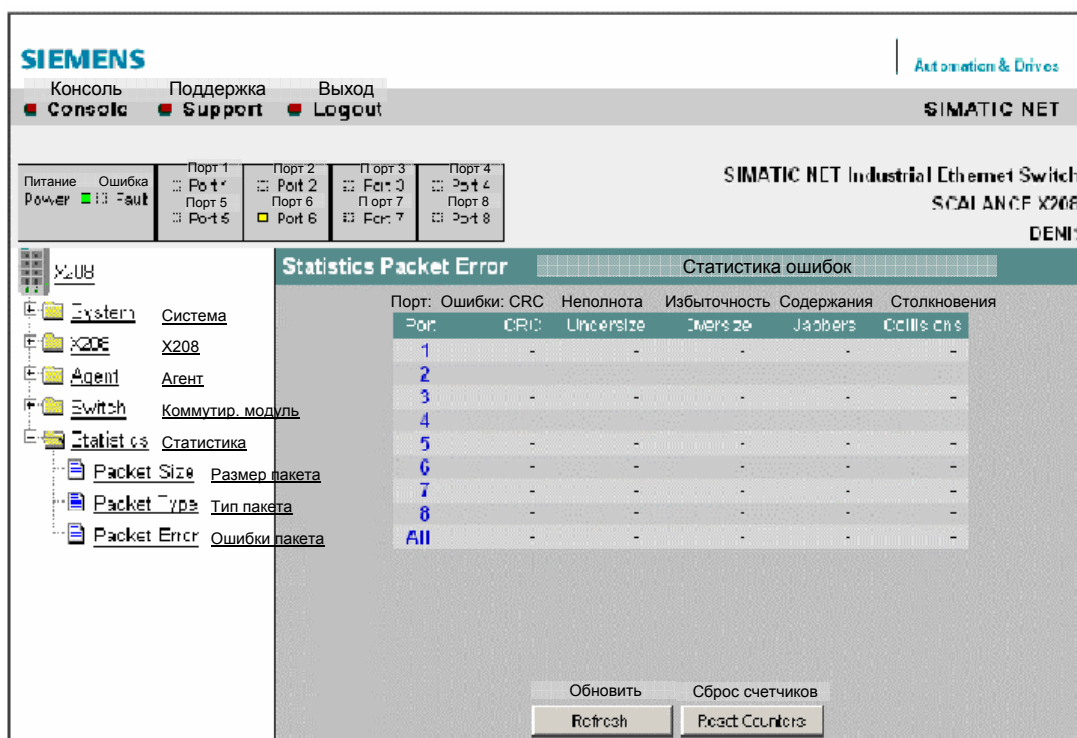 SIEMENS
Automation & Drives
Консоль Поддержка Выход
Console Support Logout
SIMATIC NET
Питание Ошибка
Power Fault
Порт 1 Порт 2 Порт 3 Порт 4
Port 1 Port 2 Port 3 Port 4
Порт 5 Порт 6 Порт 7 Порт 8
Port 5 Port 6 Port 7 Port 8
SIMATIC NET Industrial Ethernet Switch
SCALANCE X208
X208
System Система
X208 X208
Agent Агент
Switch Коммутир. модуль
Statistics Статистика
Packet Size Размер пакета
Packet Type Тип пакета
Packet Error Ошибки пакета
Statistics Packet Error Статистика ошибок
Порт: Ошибки: CRC Неполнота Избыточность Содержания Столкновения
Port CRC Undersize Oversize Jabbers Collisions
1 - - - - -
2
3 - - - - -
4
5 - - - - -
6 - - - - -
7 - - - - -
8 - - - - -
All - - - - -
Обновить Сброс счетчиков
Refresh Reset Counters